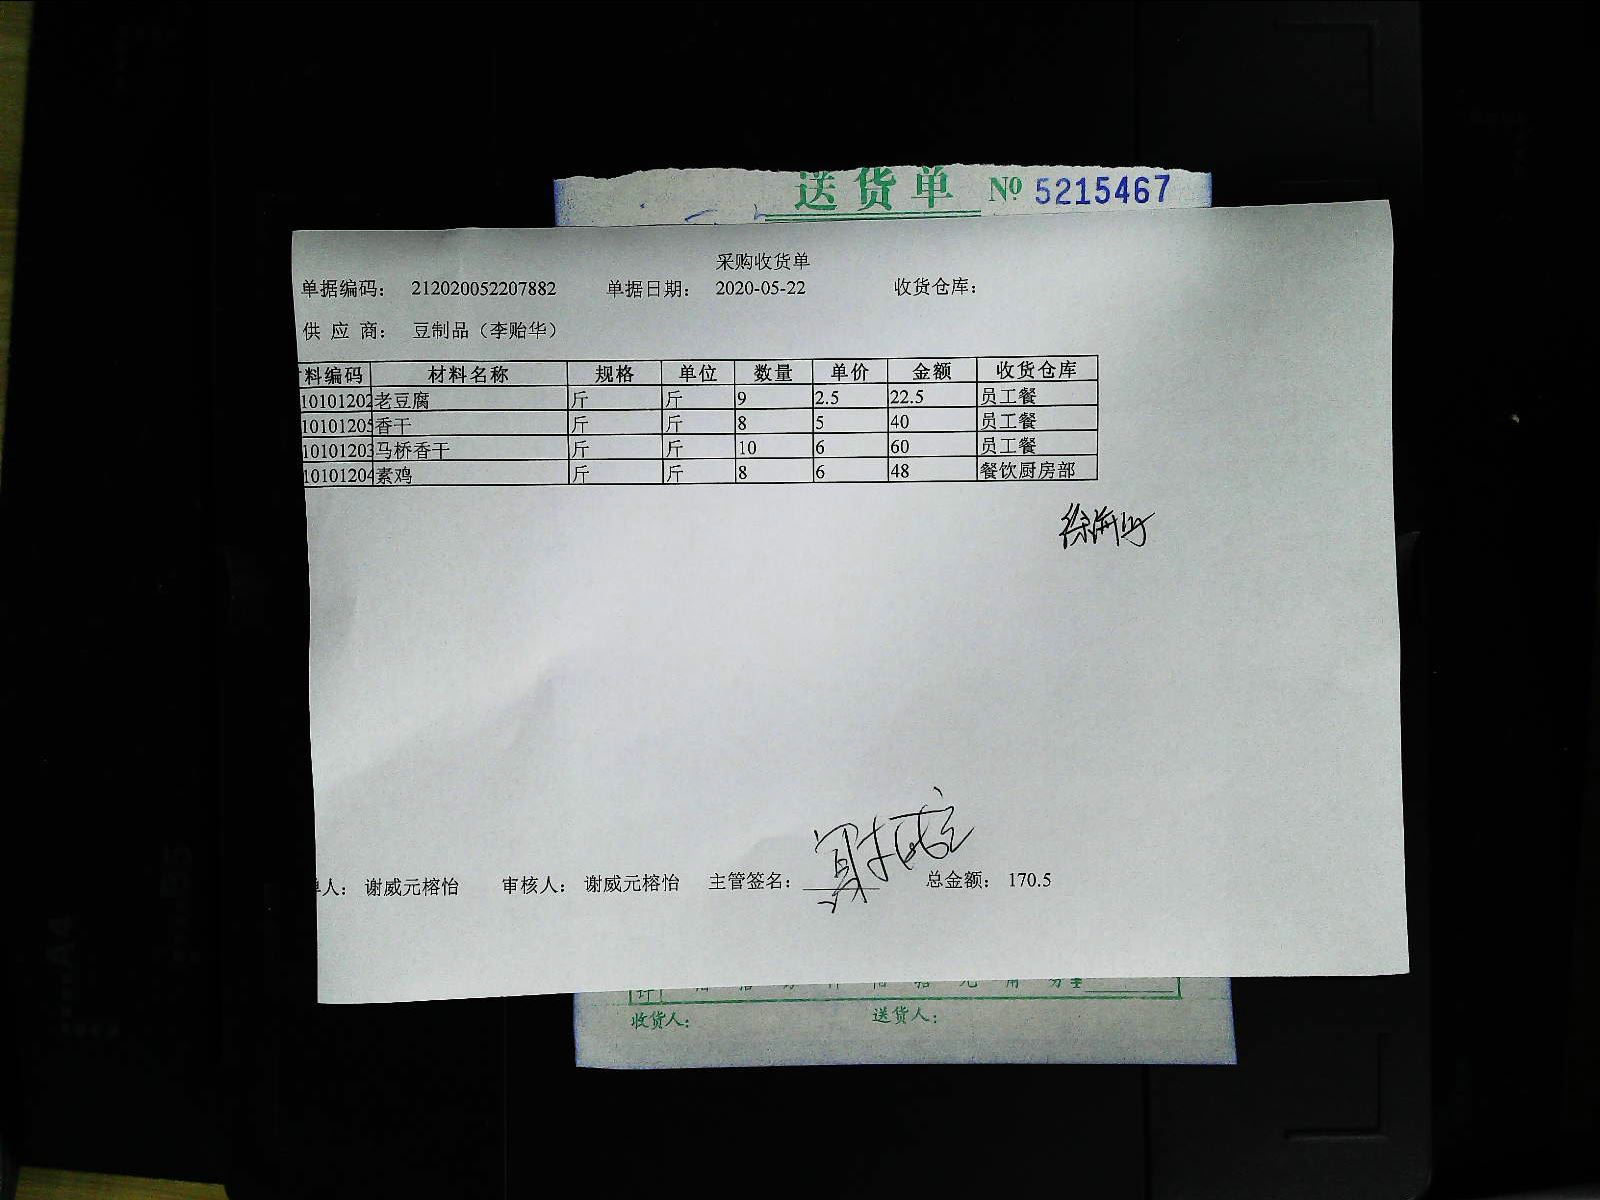 送货单 № 5215467
采购收货单
单据编码： 212020052207882 单据日期： 2020-05-22 收货仓库：
供 应 商： 豆制品（李贻华）
料编码 材料名称 规格 单位 数量 单价 金额 收货仓库
10101202 老豆腐 斤 斤 9 2.5 22.5 员工餐
10101205 香干 斤 斤 8 5 40 员工餐
10101203 马桥香干 斤 斤 10 6 60 员工餐
10101204 素鸡 斤 斤 8 6 48 餐饮厨房部
单人： 谢威元榕怡 审核人： 谢威元榕怡 主管签名： 总金额： 170.5
收货人： 送货人：